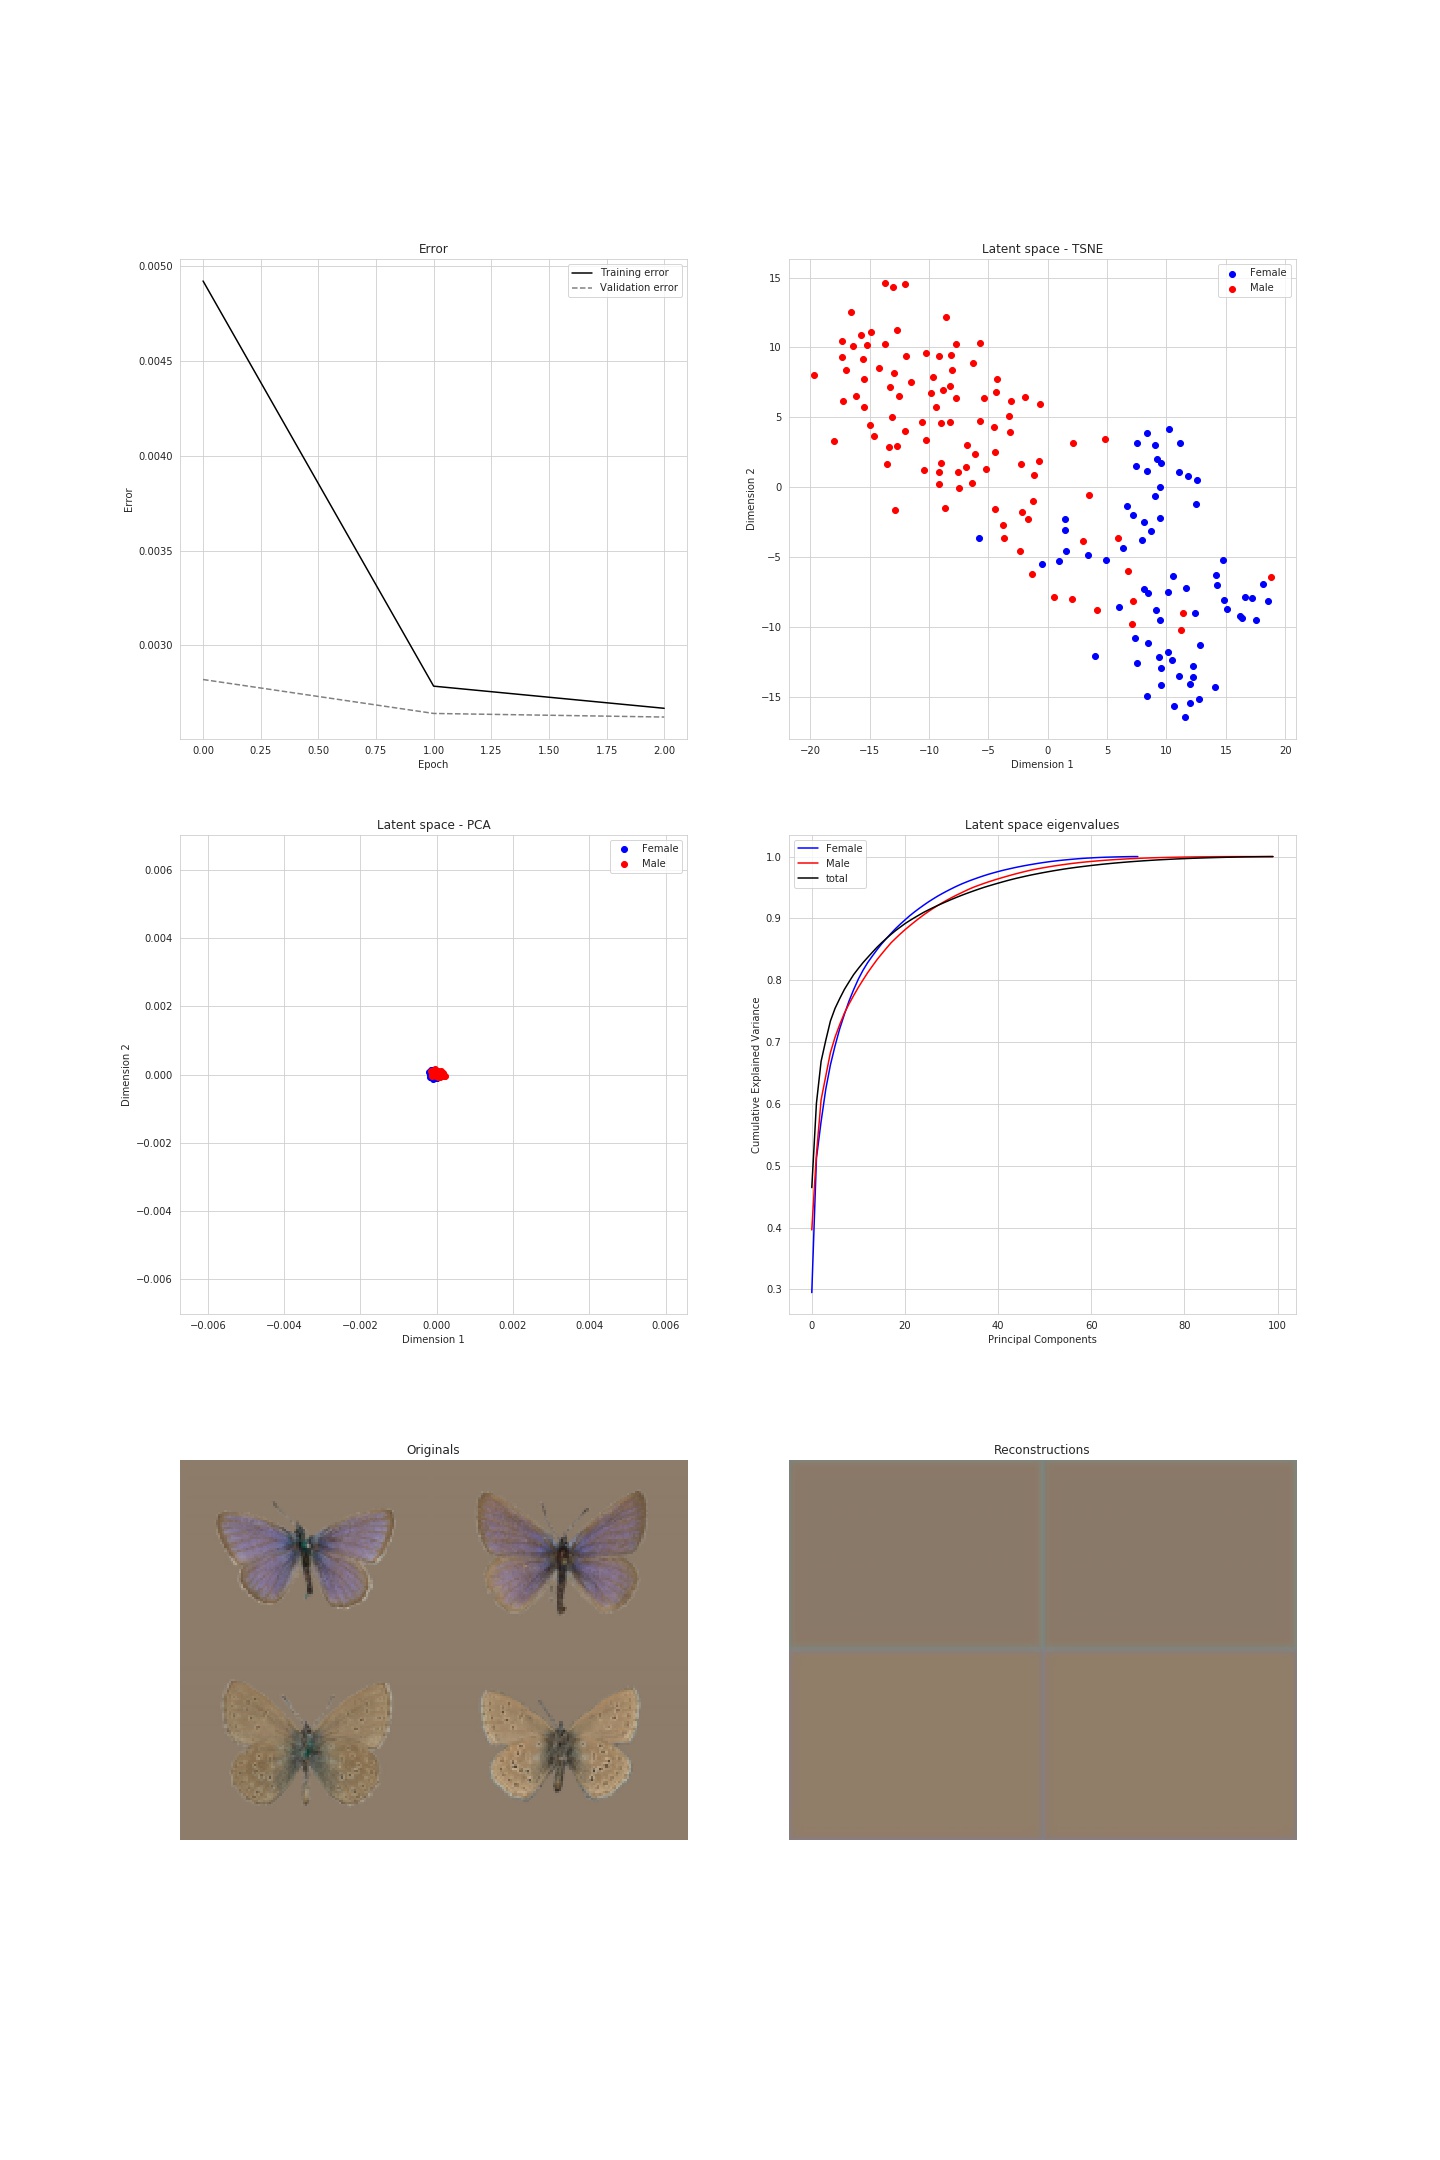 Error
Training error
Validation error
0.0050
0.0045
0.0040
0.0035
0.0030
Error
0.00 0.25 0.50 0.75 1.00 1.25 1.50 1.75 2.00
Epoch
Latent space - TSNE
Female
Male
15
10
5
0
−5
−10
−15
Dimension 2
−20 −15 −10 −5 0 5 10 15 20
Dimension 1
Latent space - PCA
Female
Male
0.006
0.004
0.002
0.000
−0.002
−0.004
−0.006
Dimension 2
−0.006 −0.004 −0.002 0.000 0.002 0.004 0.006
Dimension 1
Latent space eigenvalues
Female
Male
total
1.0
0.9
0.8
0.7
0.6
0.5
0.4
0.3
Cumulative Explained Variance
0 20 40 60 80 100
Principal Components
Originals
Reconstructions